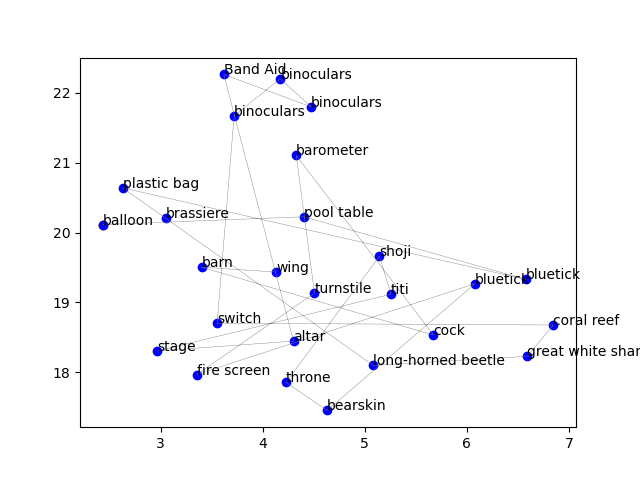 Band Aid
binoculars
binoculars
binoculars
barometer
plastic bag
brassiere
pool table
balloon
shoji
barn
wing
bluetick
bluetick
turnstile
titi
switch
coral reef
cock
altar
stage
long-horned beetle
great white shar
fire screen
throne
bearskin
22
21
20
19
18
3
4
5
6
7